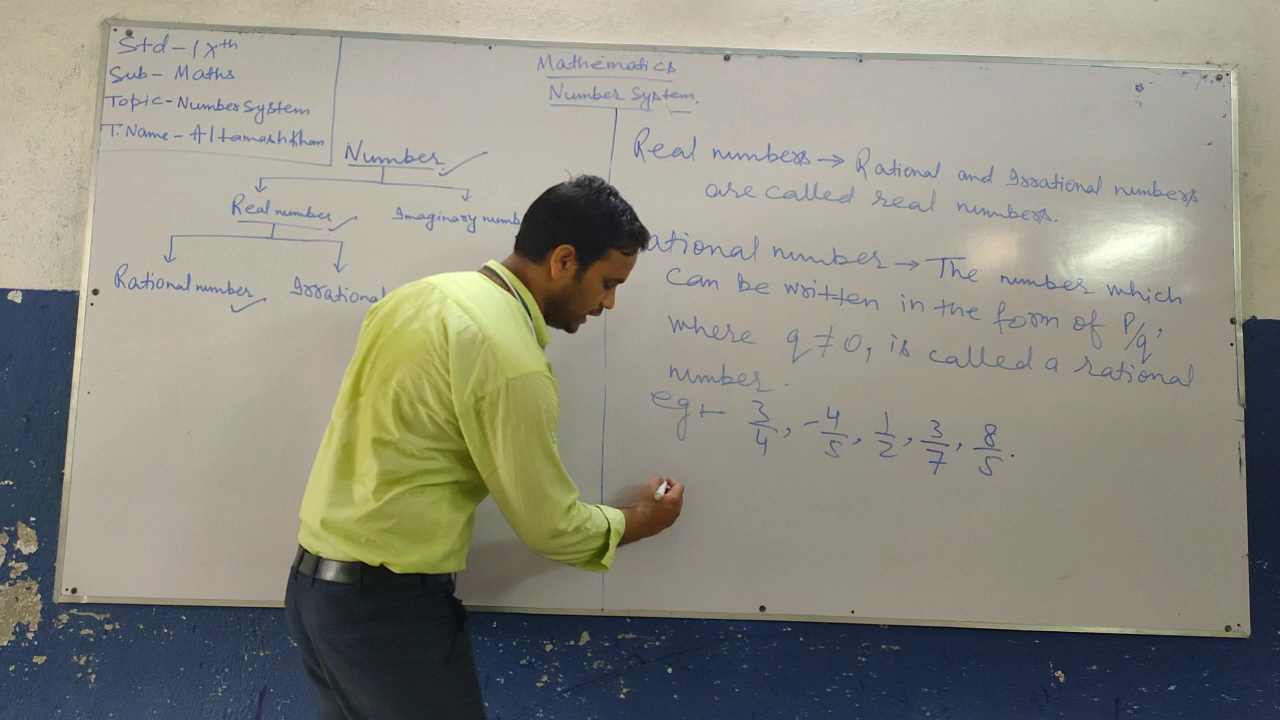 Std - IXth
Sub - Maths
Topic - Number System
T. Name - Altamash Khan
Mathematics
Number System.
Number
Real number
Imaginary numb
Rational number
Irrational
Real numbers → Rational and Irrational numbers
are called real numbers.
ational number → The number which
can be written in the form of P/q,
where q ≠ 0, is called a rational
number.
eg:- 3/4, -4/5, 1/2, 3/7, 8/5.